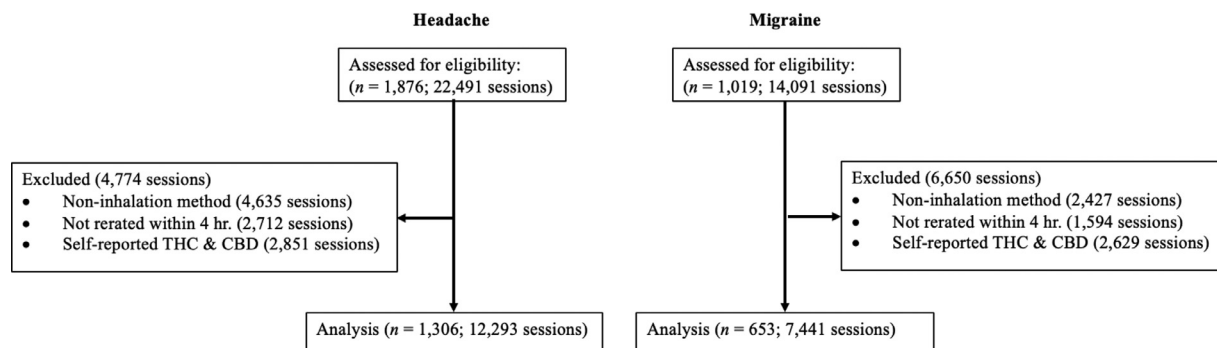 Headache
Assessed for eligibility:
(n = 1,876; 22,491 sessions)
Excluded (4,774 sessions)
• Non-inhalation method (4,635 sessions)
• Not rerated within 4 hr. (2,712 sessions)
• Self-reported THC & CBD (2,851 sessions)
Analysis (n = 1,306; 12,293 sessions)
Migraine
Assessed for eligibility:
(n = 1,019; 14,091 sessions)
Excluded (6,650 sessions)
• Non-inhalation method (2,427 sessions)
• Not rerated within 4 hr. (1,594 sessions)
• Self-reported THC & CBD (2,629 sessions)
Analysis (n = 653; 7,441 sessions)